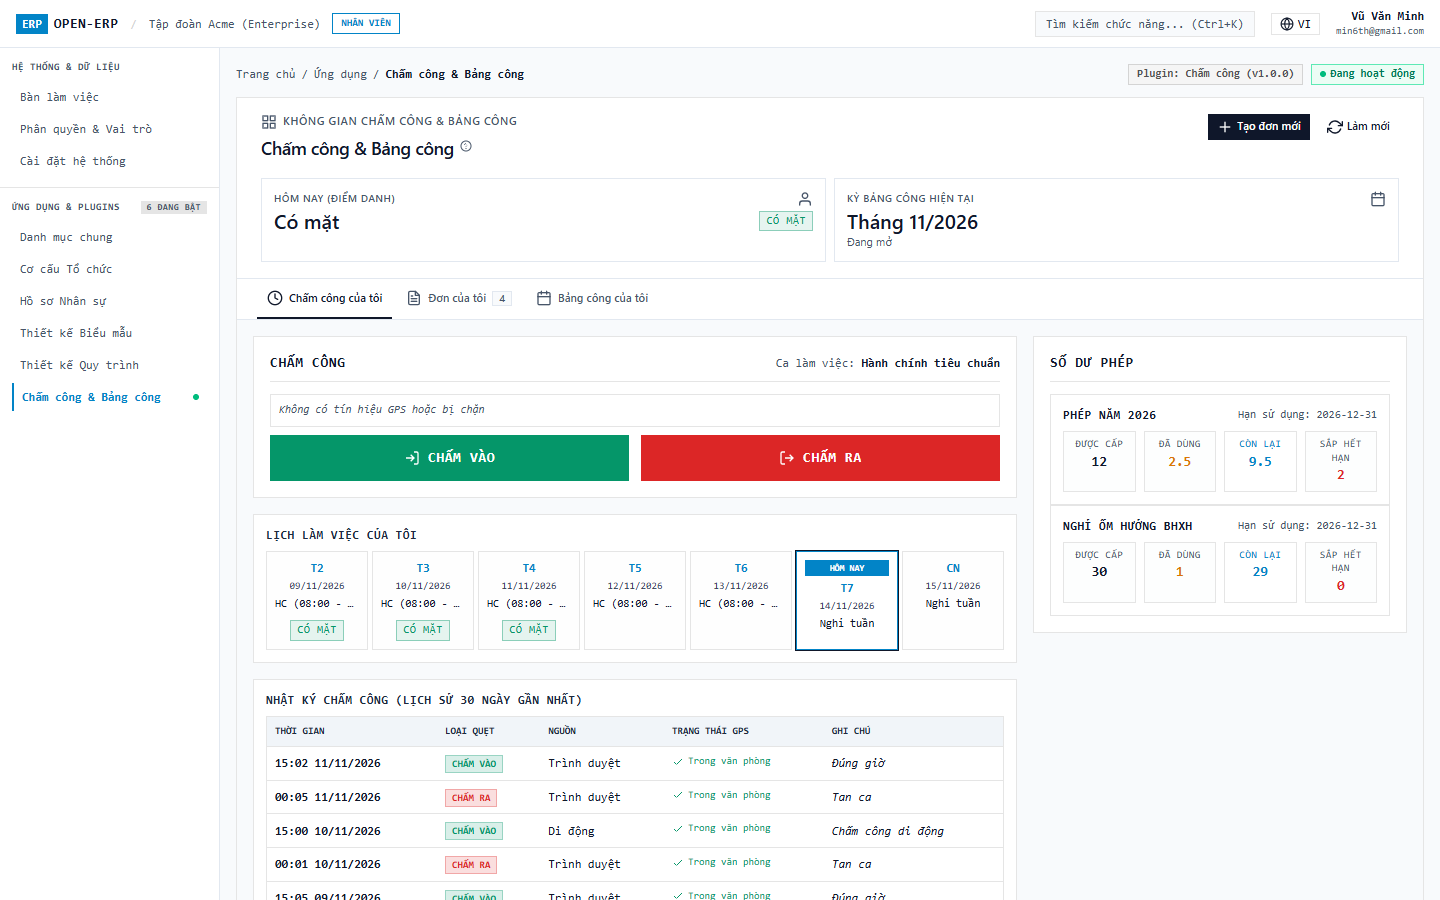 ERP OPEN-ERP / Tập đoàn Acme (Enterprise) NHÂN VIÊN
Tìm kiếm chức năng... (Ctrl+K)
VI
Vũ Văn Minh
min6th@gmail.com
HỆ THỐNG & DỮ LIỆU
Bàn làm việc
Phân quyền & Vai trò
Cài đặt hệ thống
ỨNG DỤNG & PLUGINS 6 ĐANG BẬT
Danh mục chung
Cơ cấu Tổ chức
Hồ sơ Nhân sự
Thiết kế Biểu mẫu
Thiết kế Quy trình
Chấm công & Bảng công
Trang chủ / Ứng dụng / Chấm công & Bảng công
Plugin: Chấm công (v1.0.0)
Đang hoạt động
KHÔNG GIAN CHẤM CÔNG & BẢNG CÔNG
Chấm công & Bảng công
Tạo đơn mới
Làm mới
HÔM NAY (ĐIỂM DANH)
Có mặt
CÓ MẶT
KỲ BẢNG CÔNG HIỆN TẠI
Tháng 11/2026
Đang mở
Chấm công của tôi
Đơn của tôi 4
Bảng công của tôi
CHẤM CÔNG
Ca làm việc: Hành chính tiêu chuẩn
Không có tín hiệu GPS hoặc bị chặn
CHẤM VÀO
CHẤM RA
LỊCH LÀM VIỆC CỦA TÔI
T2
09/11/2026
HC (08:00 - …
CÓ MẶT
T3
10/11/2026
HC (08:00 - …
CÓ MẶT
T4
11/11/2026
HC (08:00 - …
CÓ MẶT
T5
12/11/2026
HC (08:00 - …
T6
13/11/2026
HC (08:00 - …
HÔM NAY
T7
14/11/2026
Nghỉ tuần
CN
15/11/2026
Nghỉ tuần
NHẬT KÝ CHẤM CÔNG (LỊCH SỬ 30 NGÀY GẦN NHẤT)
THỜI GIAN LOẠI QUẸT NGUỒN TRẠNG THÁI GPS GHI CHÚ
15:02 11/11/2026 CHẤM VÀO Trình duyệt Trong văn phòng Đúng giờ
00:05 11/11/2026 CHẤM RA Trình duyệt Trong văn phòng Tan ca
15:00 10/11/2026 CHẤM VÀO Di động Trong văn phòng Chấm công di động
00:01 10/11/2026 CHẤM RA Trình duyệt Trong văn phòng Tan ca
15:05 09/11/2026 CHẤM VÀO Trình duyệt Trong văn phòng Đúng giờ
SỐ DƯ PHÉP
PHÉP NĂM 2026
Hạn sử dụng: 2026-12-31
ĐƯỢC CẤP
12
ĐÃ DÙNG
2.5
CÒN LẠI
9.5
SẮP HẾT
HẠN
2
NGHỈ ỐM HƯỞNG BHXH
Hạn sử dụng: 2026-12-31
ĐƯỢC CẤP
30
ĐÃ DÙNG
1
CÒN LẠI
29
SẮP HẾT
HẠN
0